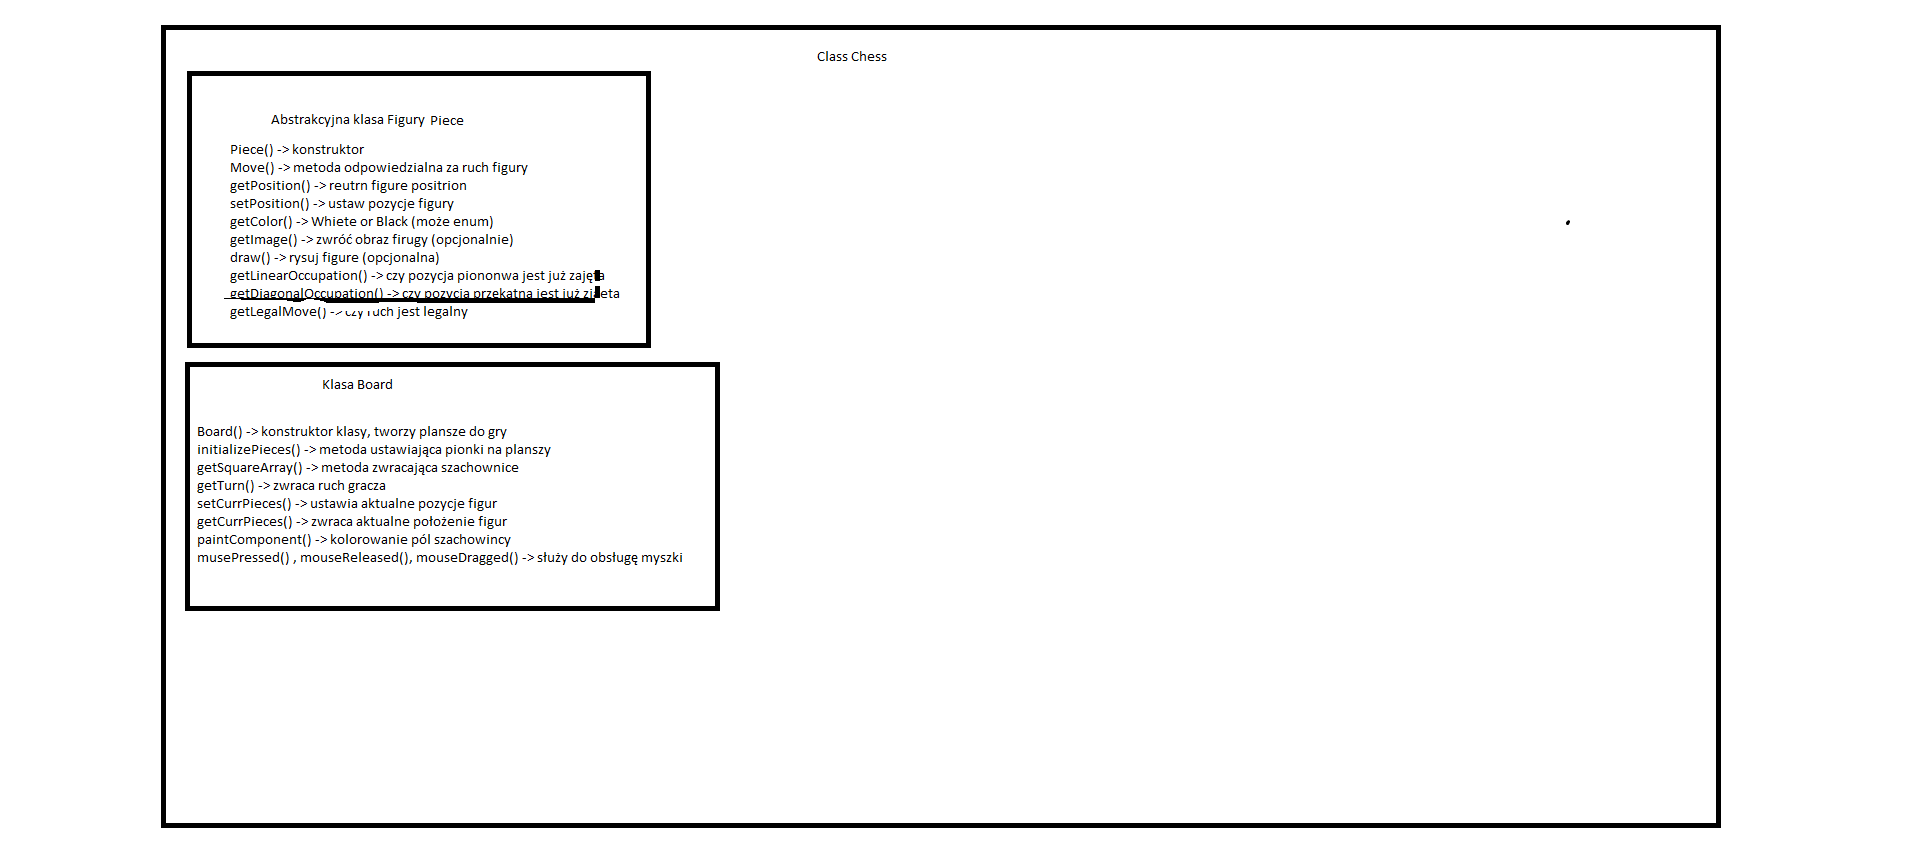 Class Chess
Abstrakcyjna klasa Figury Piece
Piece() -> konstruktor
Move() -> metoda odpowiedzialna za ruch figury
getPosition() -> reutrn figure positrion
setPosition() -> ustaw pozycje figury
getColor() -> Whiete or Black (może enum)
getImage() -> zwróć obraz firugy (opcjonalnie)
draw() -> rysuj figure (opcjonalna)
getLinearOccupation() -> czy pozycja piononwa jest już zajęta
getDiagonalOccupation() -> czy pozycja przekątna jest już
getLegalMove() -> czy ruch jest legalny
Klasa Board
Board() -> konstruktor klasy, tworzy plansze do gry
initializePieces() -> metoda ustawiająca pionki na planszy
getSquareArray() -> metoda zwracająca szachownice
getTurn() -> zwraca ruch gracza
setCurrPieces() -> ustawia aktualne pozycje figur
getCurrPieces() -> zwraca aktualne położenie figur
paintComponent() -> kolorowanie pól szachowincy
musePressed() , mouseReleased(), mouseDragged() -> służy do obsługę myszki